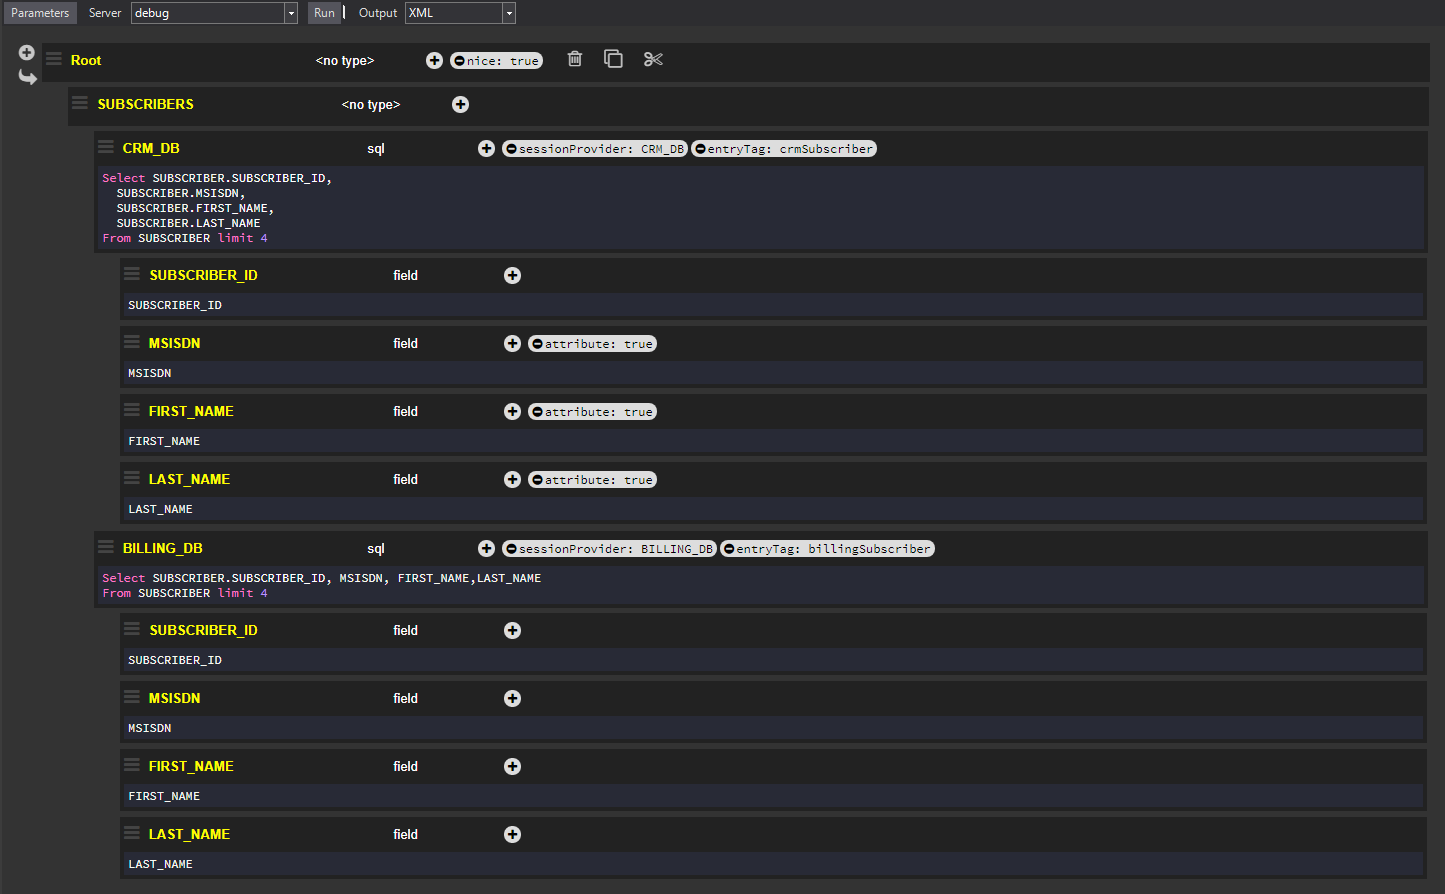 Parameters Server debug Run Output XML
Root <no type> nice: true
SUBSCRIBERS <no type>
CRM_DB sql sessionProvider: CRM_DB entryTag: crmSubscriber
Select SUBSCRIBER.SUBSCRIBER_ID,
SUBSCRIBER.MSISDN,
SUBSCRIBER.FIRST_NAME,
SUBSCRIBER.LAST_NAME
From SUBSCRIBER limit 4
SUBSCRIBER_ID field
SUBSCRIBER_ID
MSISDN field attribute: true
MSISDN
FIRST_NAME field attribute: true
FIRST_NAME
LAST_NAME field attribute: true
LAST_NAME
BILLING_DB sql sessionProvider: BILLING_DB entryTag: billingSubscriber
Select SUBSCRIBER.SUBSCRIBER_ID, MSISDN, FIRST_NAME,LAST_NAME
From SUBSCRIBER limit 4
SUBSCRIBER_ID field
SUBSCRIBER_ID
MSISDN field
MSISDN
FIRST_NAME field
FIRST_NAME
LAST_NAME field
LAST_NAME